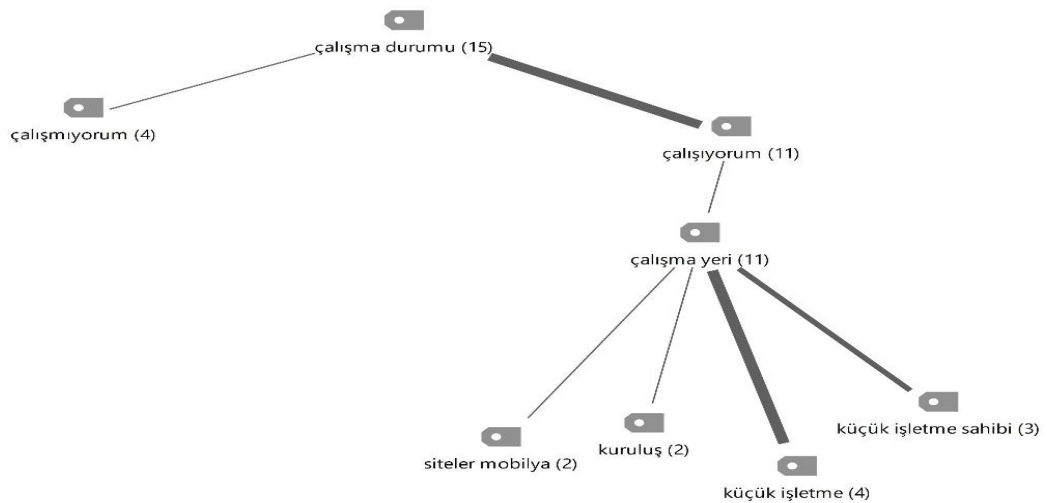 çalışma durumu (15)
çalışmıyorum (4)
çalışıyorum (11)
çalışma yeri (11)
siteler mobilya (2)
kuruluş (2)
küçük işletme (4)
küçük işletme sahibi (3)